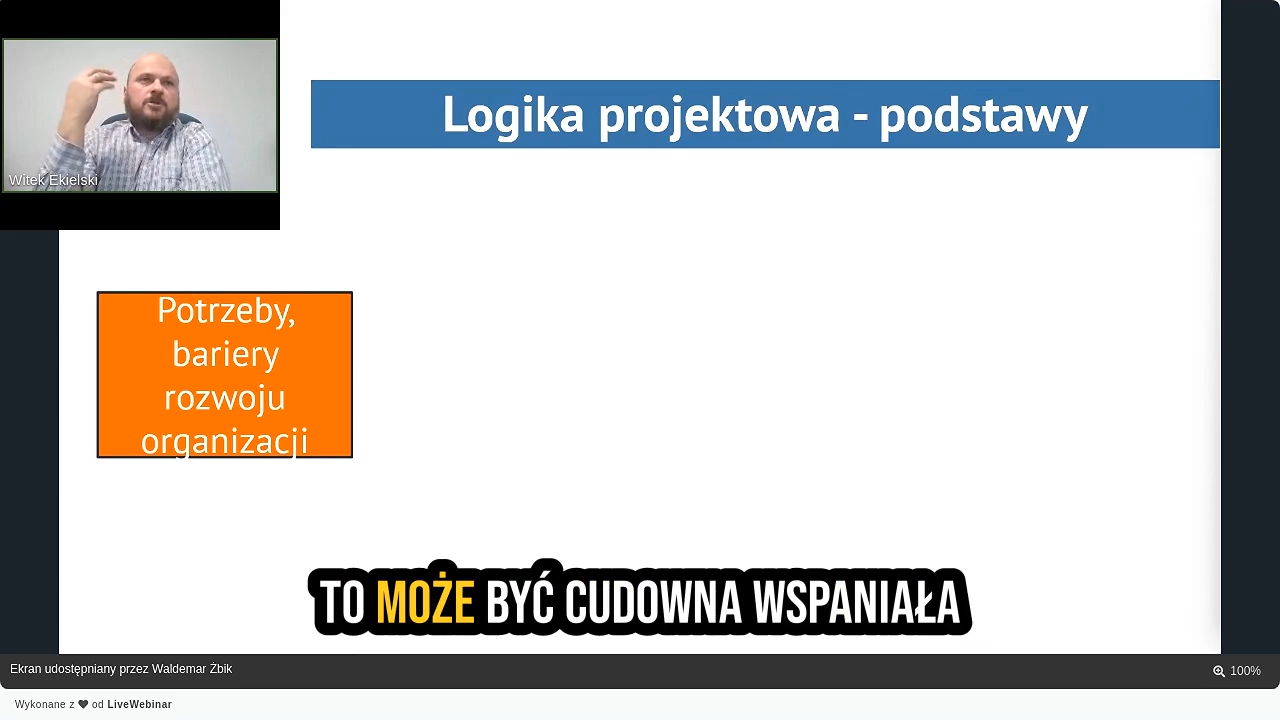 Witek Ekielski
Logika projektowa - podstawy
Potrzeby,
bariery
rozwoju
organizacji
TO MOŻE BYĆ CUDOWNA WSPANIAŁA
Ekran udostępniany przez Waldemar Żbik
100%
Wykonane z ♥ od LiveWebinar